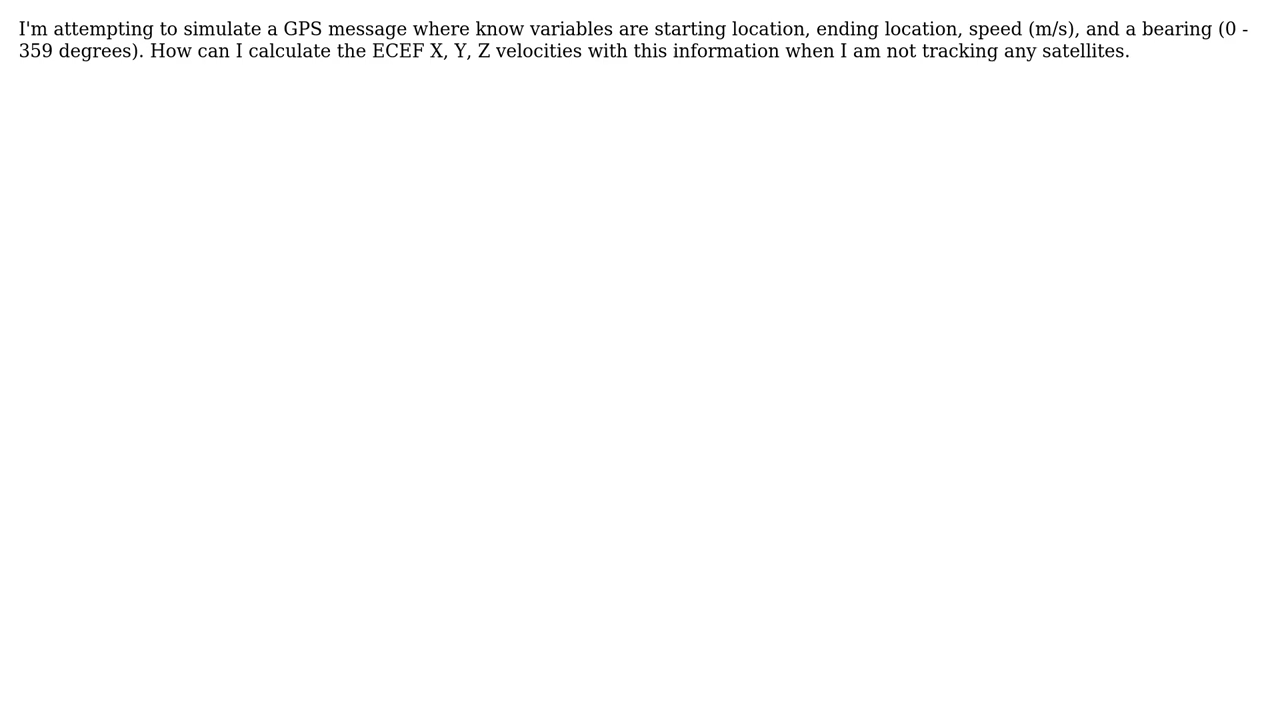 I'm attempting to simulate a GPS message where know variables are starting location, ending location, speed (m/s), and a bearing (0 -
359 degrees). How can I calculate the ECEF X, Y, Z velocities with this information when I am not tracking any satellites.